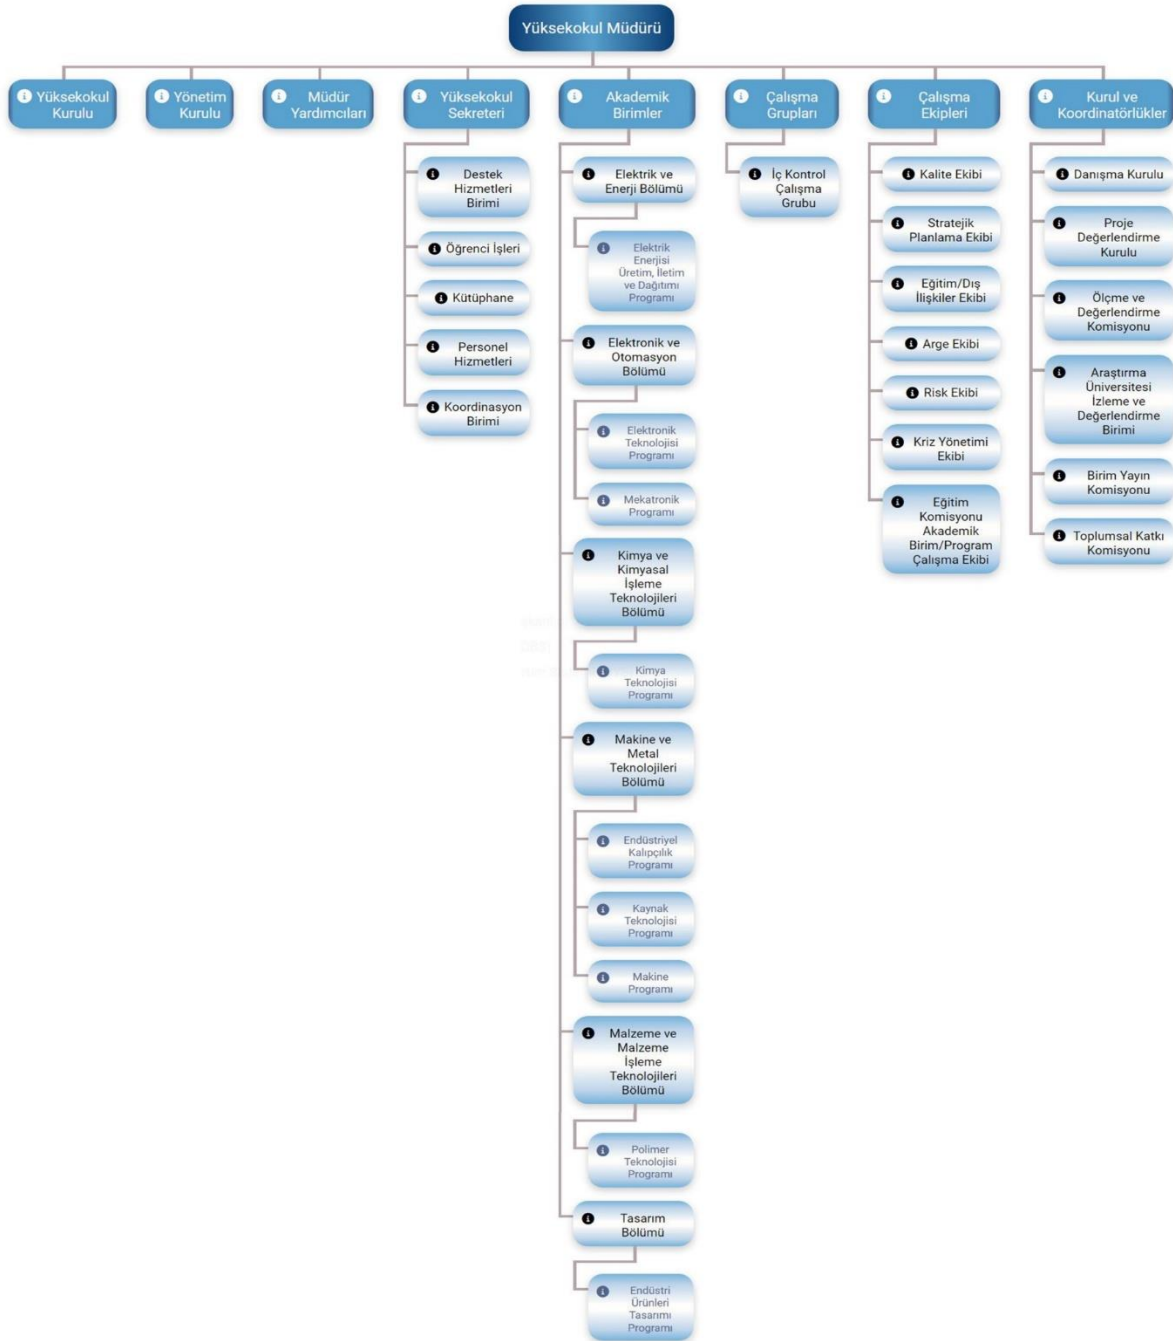 Yüksekokul Müdürü
Yüksekokul
Kurulu
Yönetim
Kurulu
Müdür
Yardımcıları
Yüksekokul
Sekreteri
Akademik
Birimler
Çalışma
Grupları
Çalışma
Ekipleri
Kurul ve
Koordinatörlükler
Destek
Hizmetleri
Birimi
Öğrenci İşleri
Kütüphane
Personel
Hizmetleri
Koordinasyon
Birimi
Elektrik ve
Enerji Bölümü
Elektrik
Enerjisi
Üretim, İletim
ve Dağıtımı
Programı
Elektronik ve
Otomasyon
Bölümü
Elektronik
Teknolojisi
Programı
Mekatronik
Programı
Kimya ve
Kimyasal
İşleme
Teknolojileri
Bölümü
Kimya
Teknolojisi
Programı
Makine ve
Metal
Teknolojileri
Bölümü
Endüstriyel
Kalıpçılık
Programı
Kaynak
Teknolojisi
Programı
Makine
Programı
Malzeme ve
Malzeme
İşleme
Teknolojileri
Bölümü
Polimer
Teknolojisi
Programı
Tasarım
Bölümü
Endüstri
Ürünleri
Tasarımı
Programı
İç Kontrol
Çalışma
Grubu
Kalite Ekibi
Stratejik
Planlama Ekibi
Eğitim/Dış
İlişkiler Ekibi
Arge Ekibi
Risk Ekibi
Kriz Yönetimi
Ekibi
Eğitim
Komisyonu
Akademik
Birim/Program
Çalışma Ekibi
Danışma Kurulu
Proje
Değerlendirme
Kurulu
Ölçme ve
Değerlendirme
Komisyonu
Araştırma
Üniversitesi
İzleme ve
Değerlendirme
Birimi
Birim Yayın
Komisyonu
Toplumsal Katkı
Komisyonu